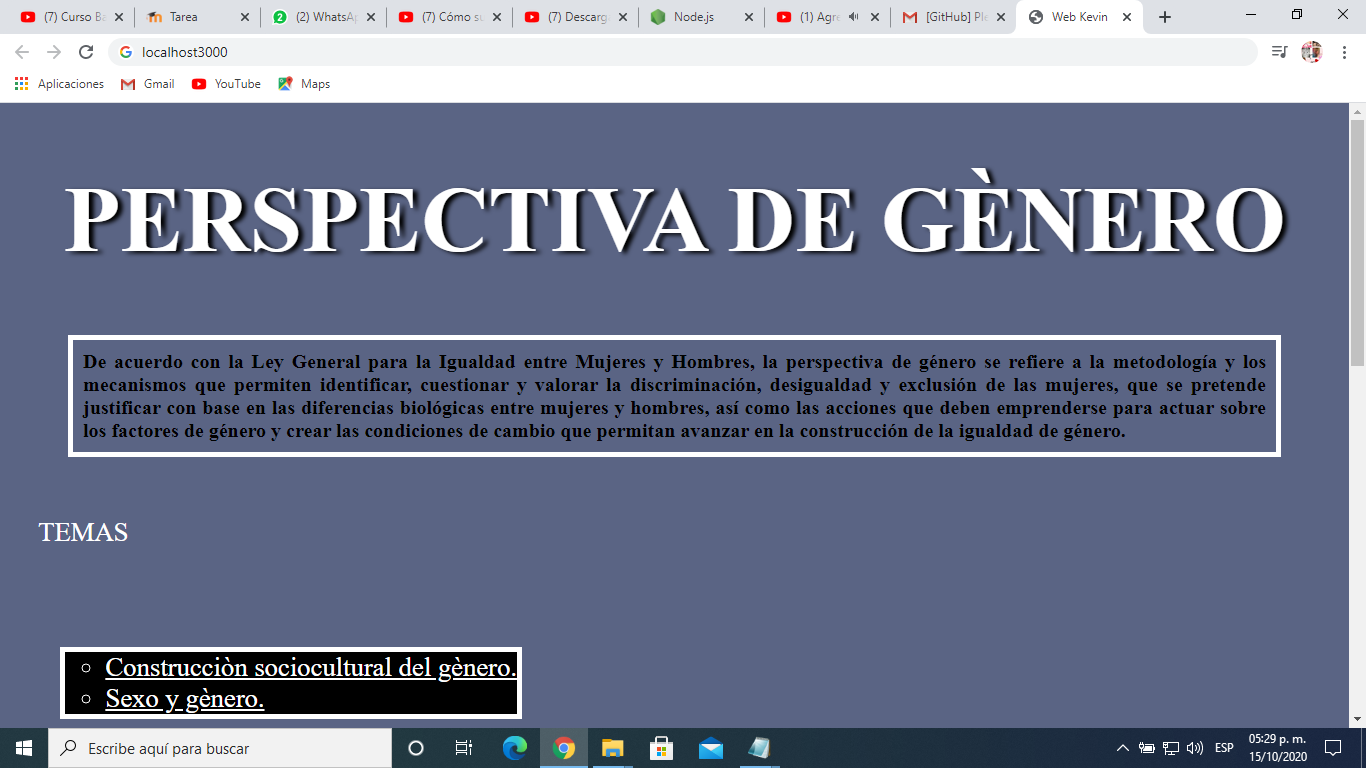 (7) Curso Ba
Tarea
(2) WhatsAp
(7) Cómo su
(7) Descarga
Node.js
(1) Agre
[GitHub] Ple
Web Kevin
localhost3000
Aplicaciones
Gmail
YouTube
Maps
PERSPECTIVA DE GÈNERO
De acuerdo con la Ley General para la Igualdad entre Mujeres y Hombres, la perspectiva de género se refiere a la metodología y los
mecanismos que permiten identificar, cuestionar y valorar la discriminación, desigualdad y exclusión de las mujeres, que se pretende
justificar con base en las diferencias biológicas entre mujeres y hombres, así como las acciones que deben emprenderse para actuar sobre
los factores de género y crear las condiciones de cambio que permitan avanzar en la construcción de la igualdad de género.
TEMAS
Construcciòn sociocultural del gènero.
Sexo y gènero.
Escribe aquí para buscar
ESP
05:29 p. m.
15/10/2020